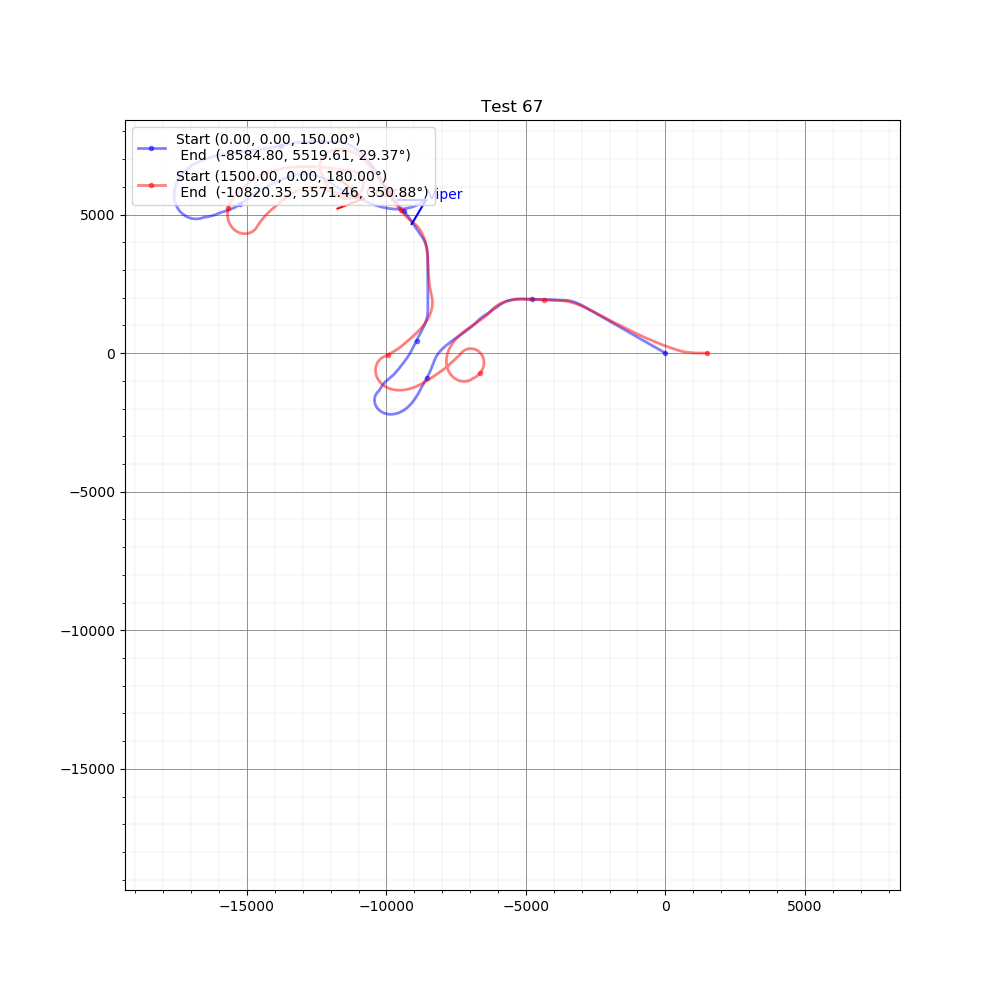 Test 67
Start (0.00, 0.00, 150.00°)
End  (-8584.80, 5519.61, 29.37°)
Start (1500.00, 0.00, 180.00°)
End  (-10820.35, 5571.46, 350.88°)
Viper
5000
0
−5000
−10000
−15000
−15000
−10000
−5000
0
5000